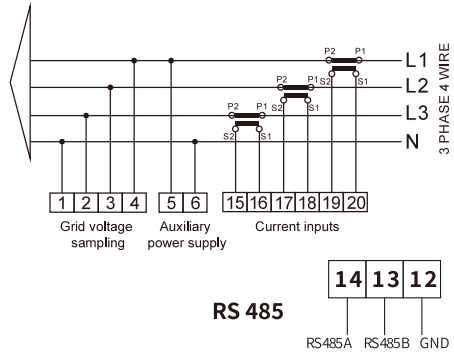 P2 P1
L1
S2 S1
P2 P1
L2
S2 S1
P2 P1
L3
S2 S1
N
3 PHASE 4 WIRE
1 2 3 4 5 6 15 16 17 18 19 20
Grid voltage sampling
Auxiliary power supply
Current inputs
RS 485
14 13 12
RS485A RS485B GND